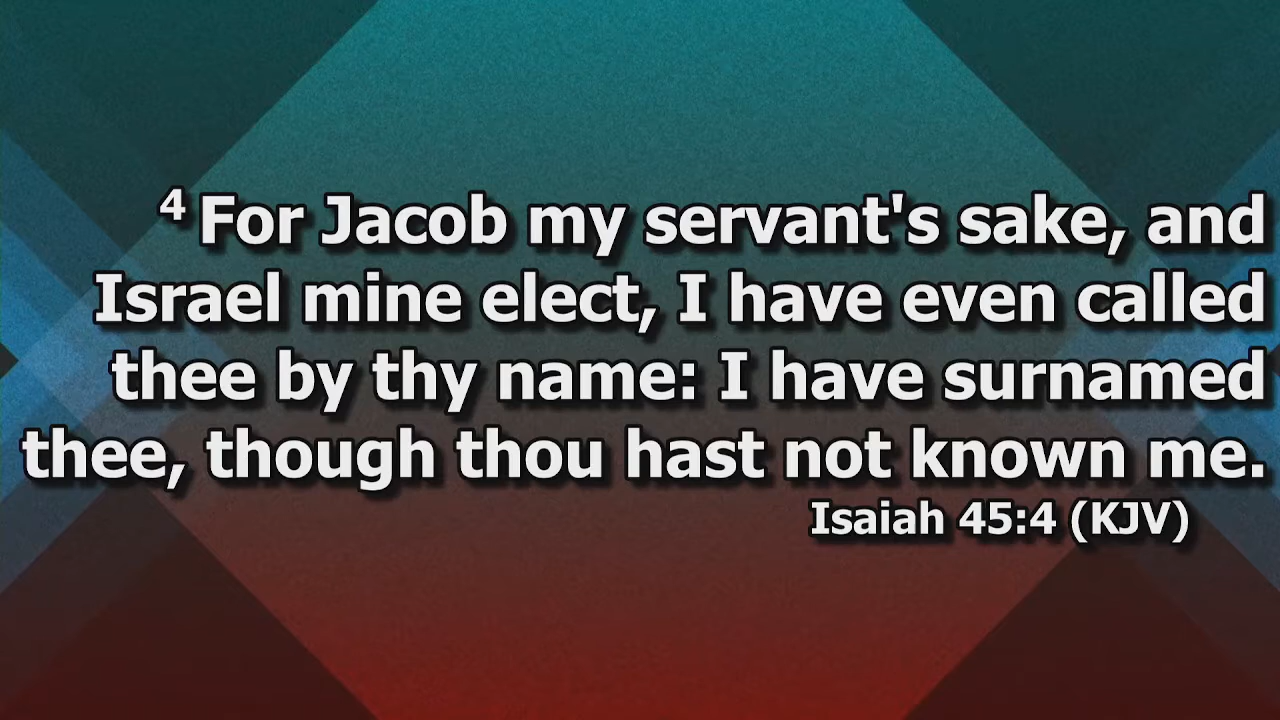 4 For Jacob my servant's sake, and
Israel mine elect, I have even called
thee by thy name: I have surnamed
thee, though thou hast not known me.
Isaiah 45:4 (KJV)